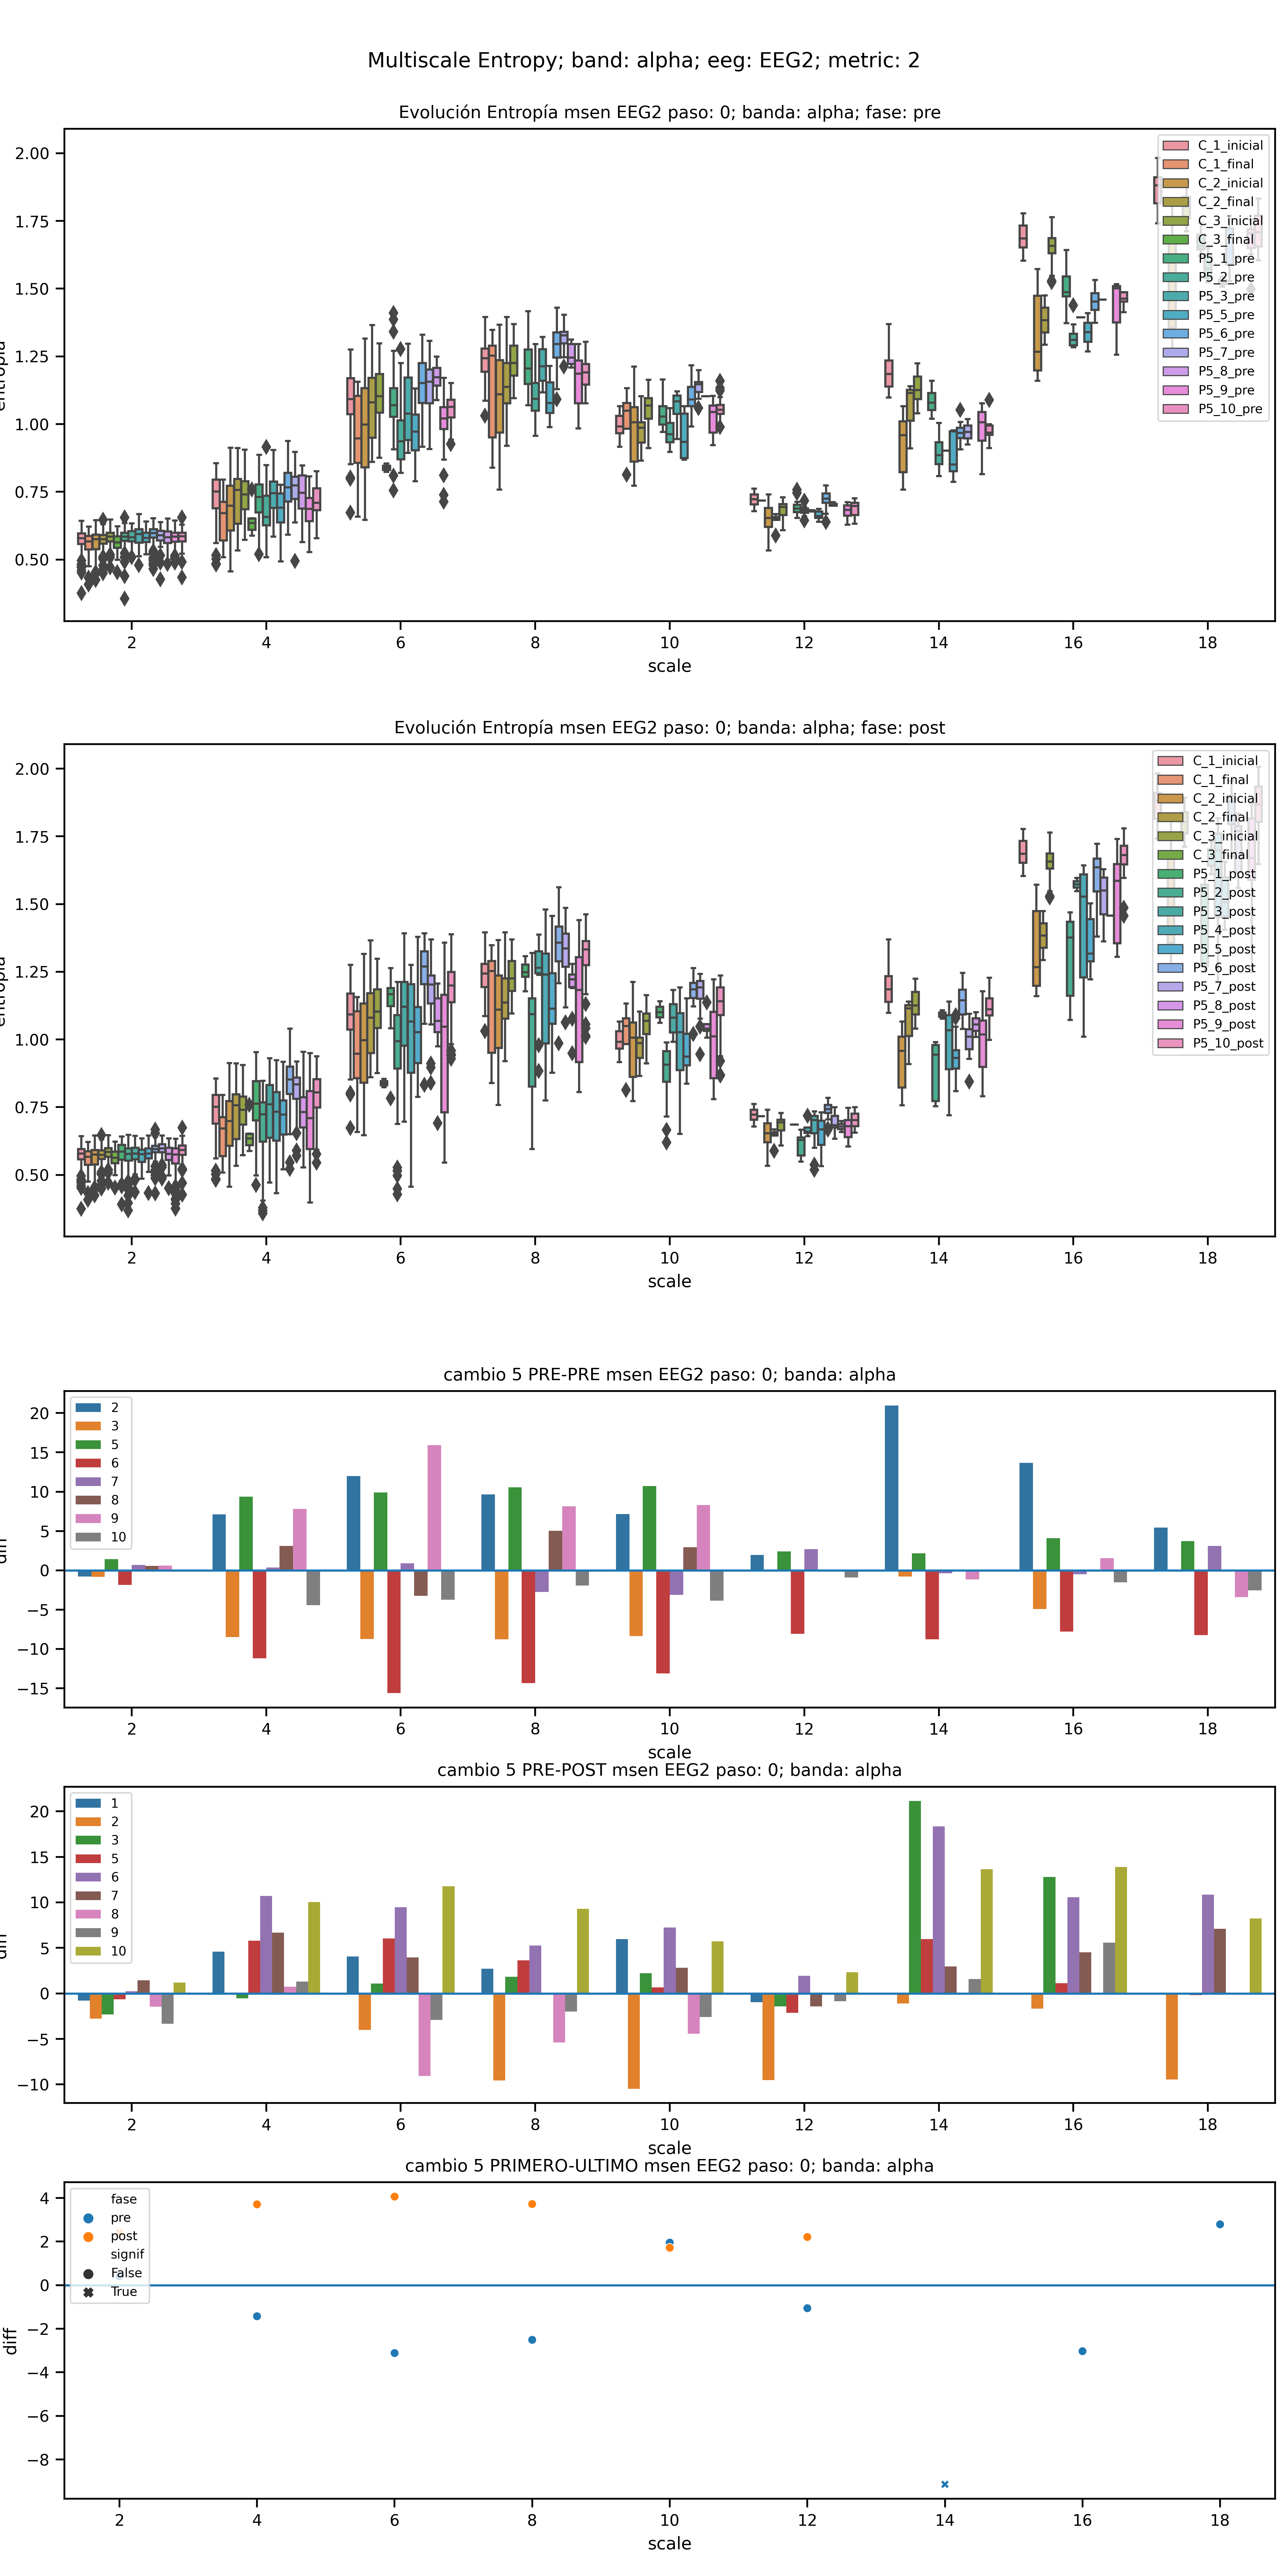 Multiscale Entropy; band: alpha; eeg: EEG2; metric: 2
Evolución Entropía msen EEG2 paso: 0; banda: alpha; fase: pre
2.00
1.75
1.50
1.25
1.00
0.75
0.50
entropia
C_1_inicial
C_1_final
C_2_inicial
C_2_final
C_3_inicial
C_3_final
P5_1_pre
P5_2_pre
P5_3_pre
P5_5_pre
P5_6_pre
P5_7_pre
P5_8_pre
P5_9_pre
P5_10_pre
2 4 6 8 10 12 14 16 18
scale
Evolución Entropía msen EEG2 paso: 0; banda: alpha; fase: post
2.00
1.75
1.50
1.25
1.00
0.75
0.50
entropia
C_1_inicial
C_1_final
C_2_inicial
C_2_final
C_3_inicial
C_3_final
P5_1_post
P5_2_post
P5_3_post
P5_4_post
P5_5_post
P5_6_post
P5_7_post
P5_8_post
P5_9_post
P5_10_post
2 4 6 8 10 12 14 16 18
scale
cambio 5 PRE-PRE msen EEG2 paso: 0; banda: alpha
20
15
10
5
0
−5
−10
−15
diff
2
3
5
6
7
8
9
10
2 4 6 8 10 12 14 16 18
scale
cambio 5 PRE-POST msen EEG2 paso: 0; banda: alpha
20
15
10
5
0
−5
−10
diff
1
2
3
5
6
7
8
9
10
2 4 6 8 10 12 14 16 18
scale
cambio 5 PRIMERO-ULTIMO msen EEG2 paso: 0; banda: alpha
4
2
0
−2
−4
−6
−8
diff
fase
pre
post
signif
False
True
2 4 6 8 10 12 14 16 18
scale